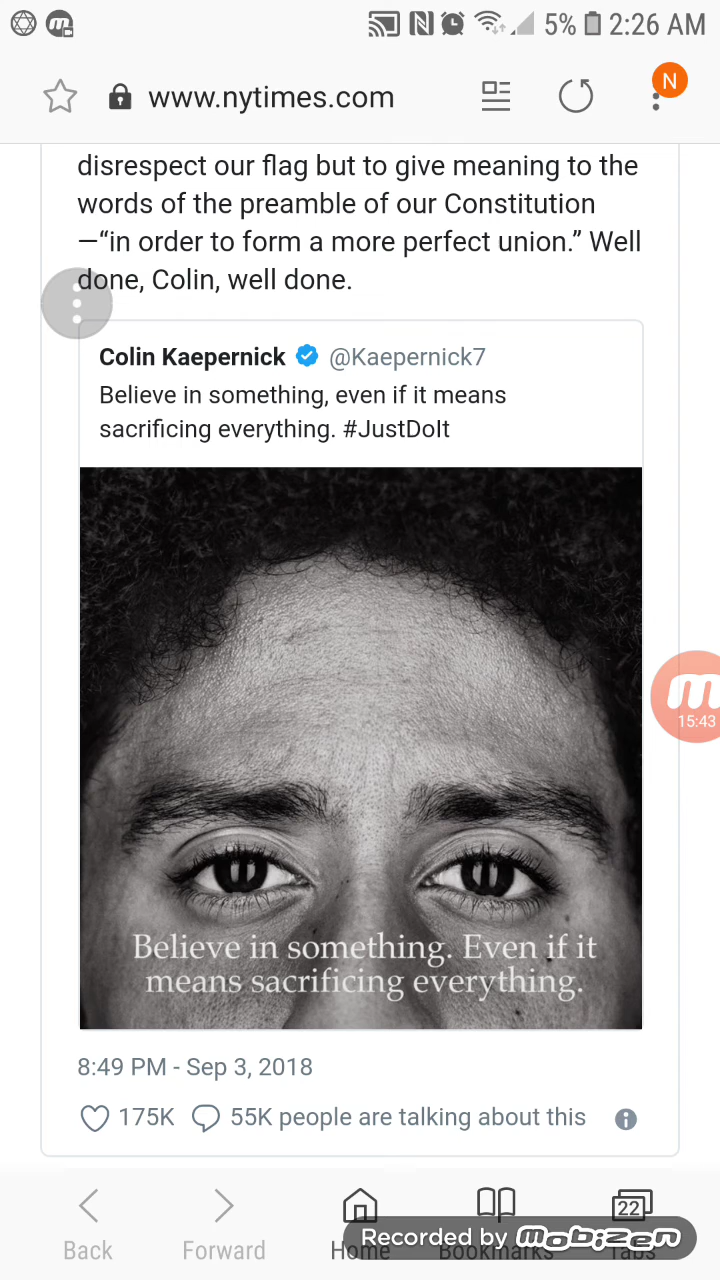 5% 2:26 AM
www.nytimes.com
N
disrespect our flag but to give meaning to the
words of the preamble of our Constitution
—“in order to form a more perfect union.” Well
done, Colin, well done.
Colin Kaepernick @Kaepernick7
Believe in something, even if it means
sacrificing everything. #JustDoIt
15:43
Believe in something. Even if it
means sacrificing everything.
8:49 PM - Sep 3, 2018
175K 55K people are talking about this
22
Recorded by mobizen
Back Forward Home Bookmarks Tabs